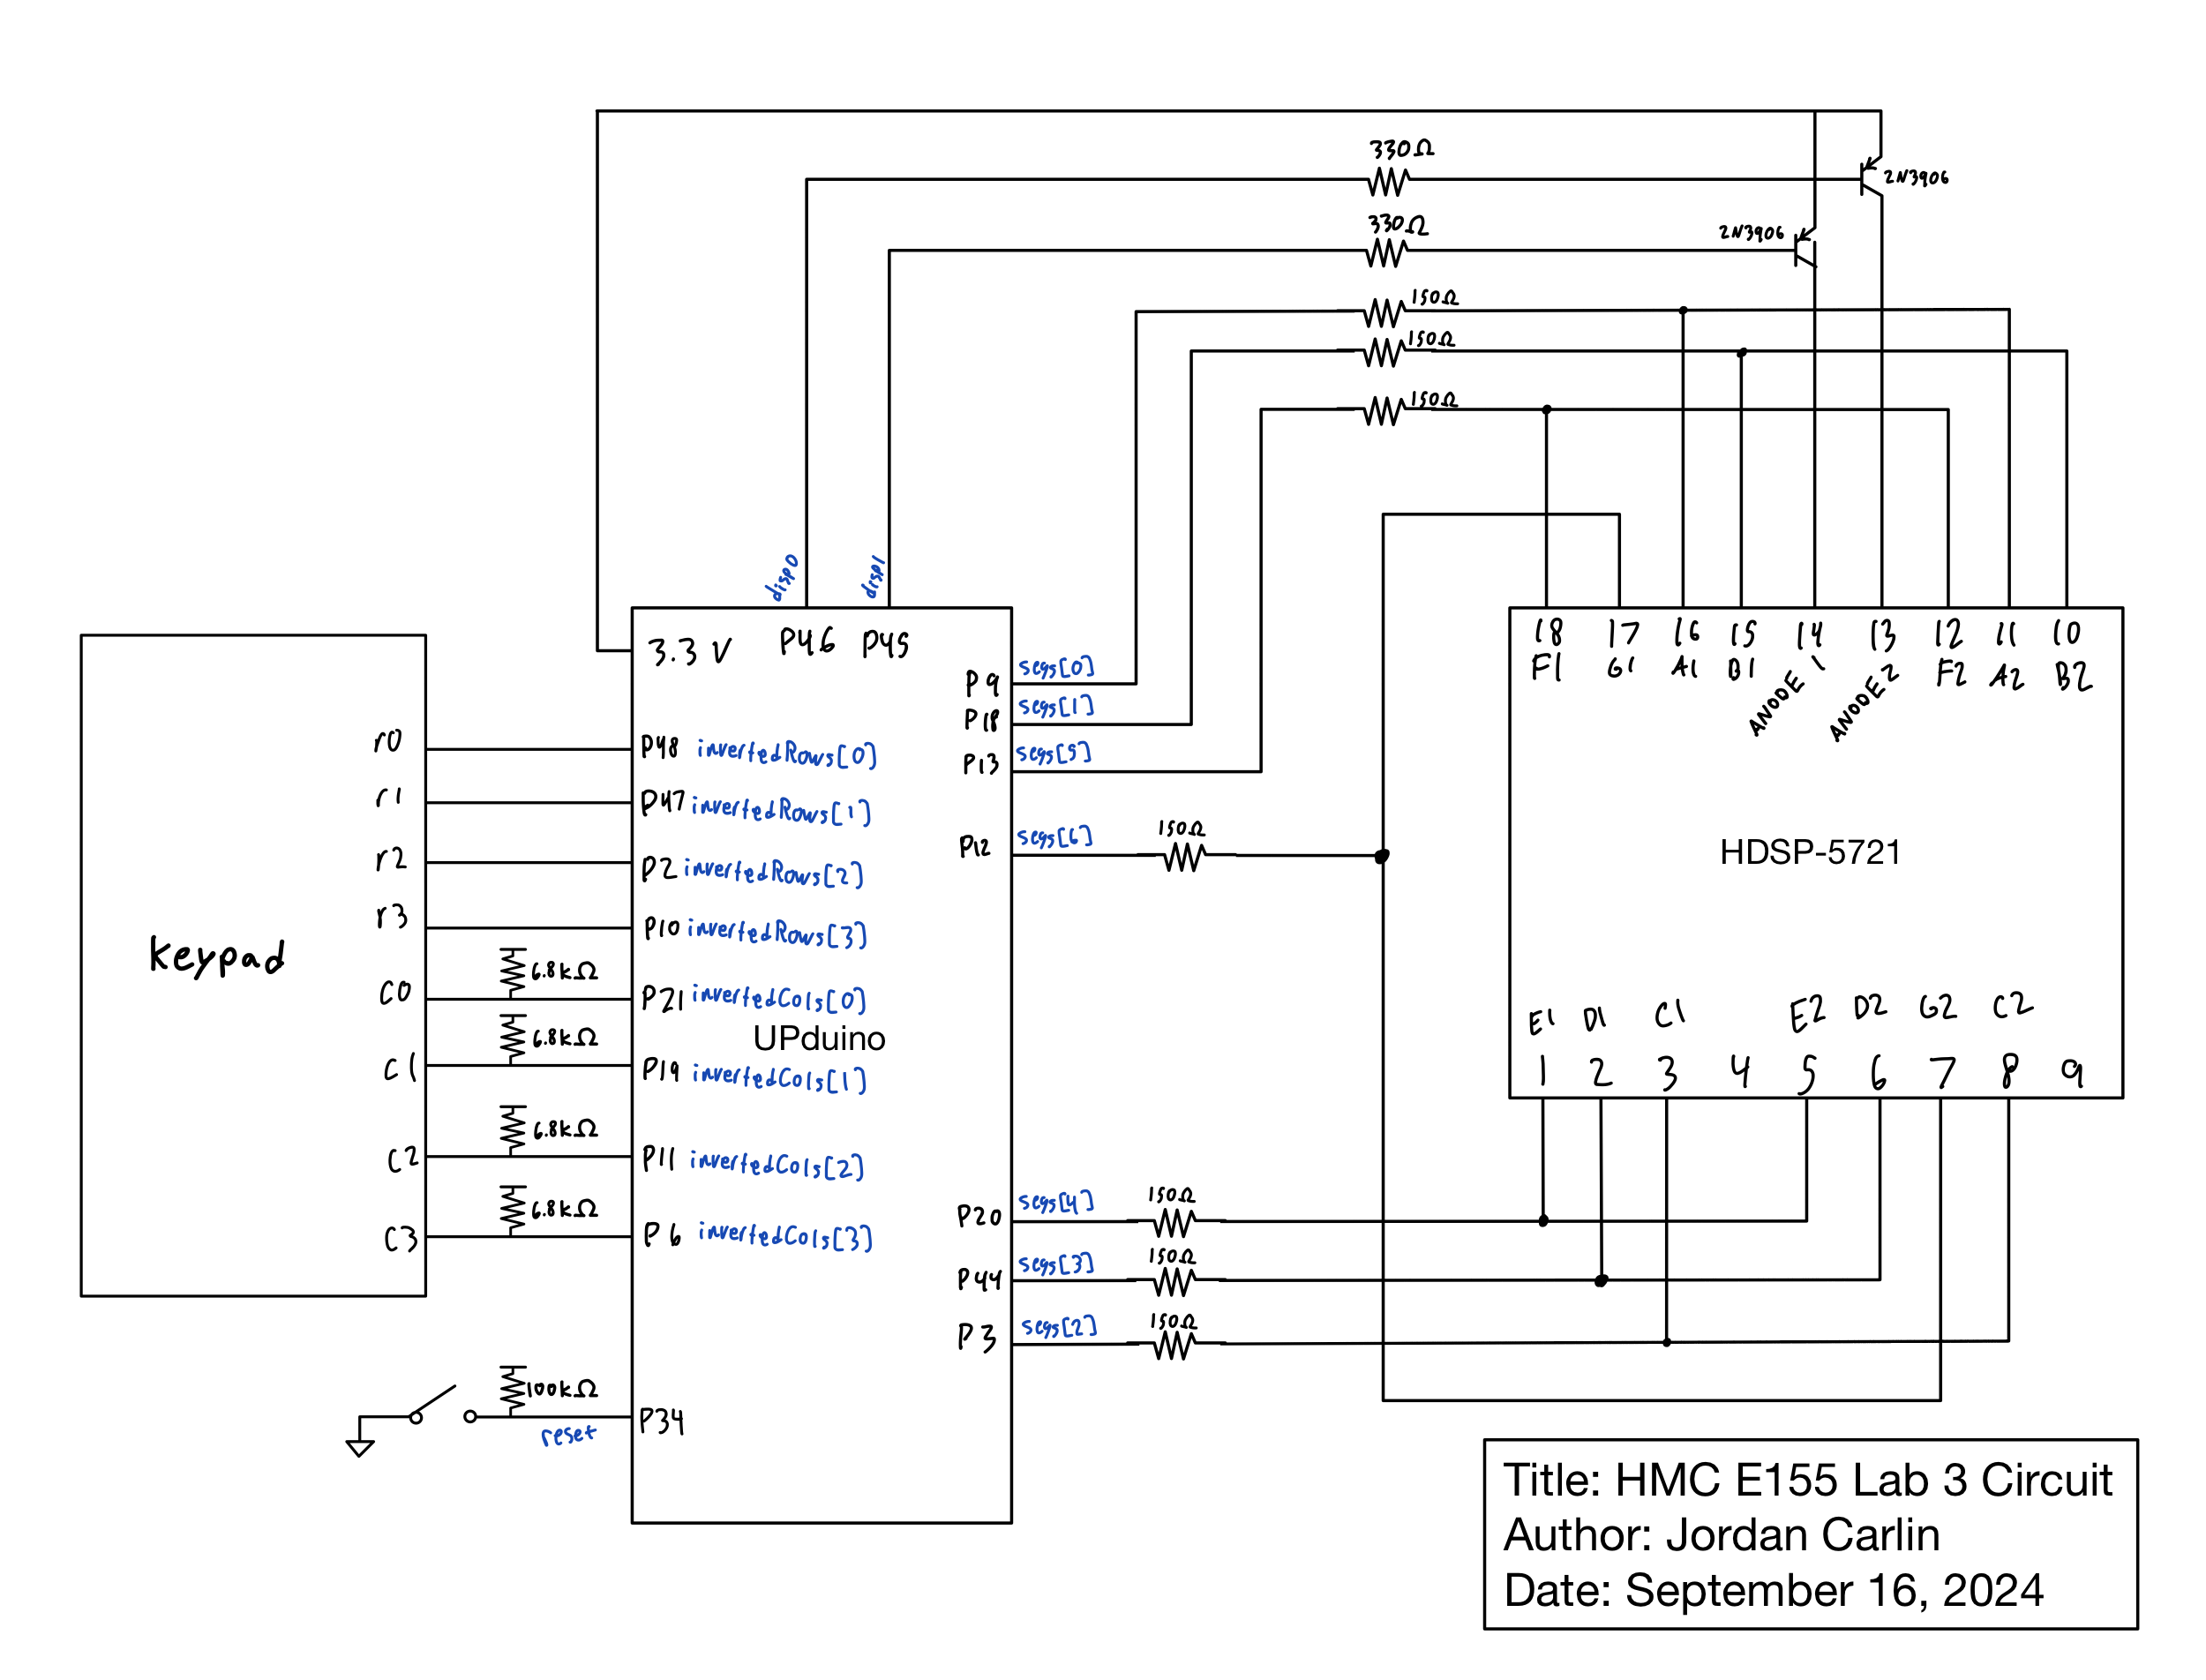 330Ω
2N3906
330Ω
2N3906
150Ω
150Ω
150Ω
disp0
disp1
3.3 V
P46
P45
P9
segs[0]
P18
segs[1]
P13
segs[5]
P12
segs[6]
150Ω
r0
P48 invertedRows[0]
r1
P47 invertedRows[1]
r2
P2 invertedRows[2]
r3
P10 invertedRows[3]
Keypad
6.8kΩ
C0
P21 invertedCols[0]
UPduino
6.8kΩ
C1
P19 invertedCols[1]
6.8kΩ
C2
P11 invertedCols[2]
6.8kΩ
C3
P6 invertedCols[3]
P20
segs[4]
150Ω
P44
segs[3]
150Ω
P3
segs[2]
150Ω
100kΩ
reset
P34
18 17 16 15 14 13 12 11 10
F1 G1 A1 B1 ANODE 1 ANODE 2 F2 A2 B2
HDSP-5721
E1 D1 C1 E2 D2 G2 C2
1 2 3 4 5 6 7 8 9
Title: HMC E155 Lab 3 Circuit
Author: Jordan Carlin
Date: September 16, 2024